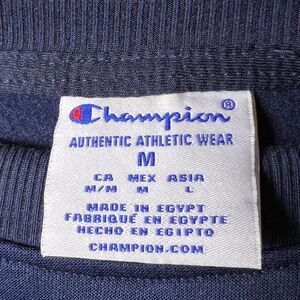 Champion®
AUTHENTIC ATHLETIC WEAR
M
CA MEX ASIA
M/M M L
MADE IN EGYPT
FABRIQUÉ EN EGYPTE
HECHO EN EGIPTO
CHAMPION.COM